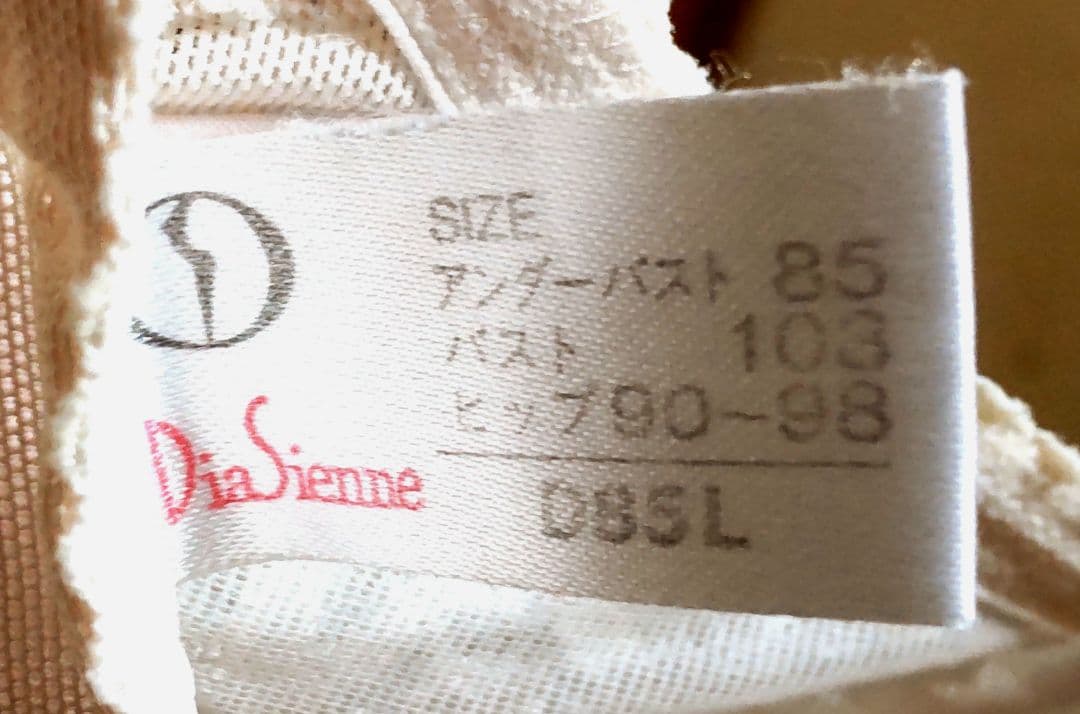 SIZE
アンダーバスト 85
バスト 103
ヒップ 90~98
D85L
DiaSienne